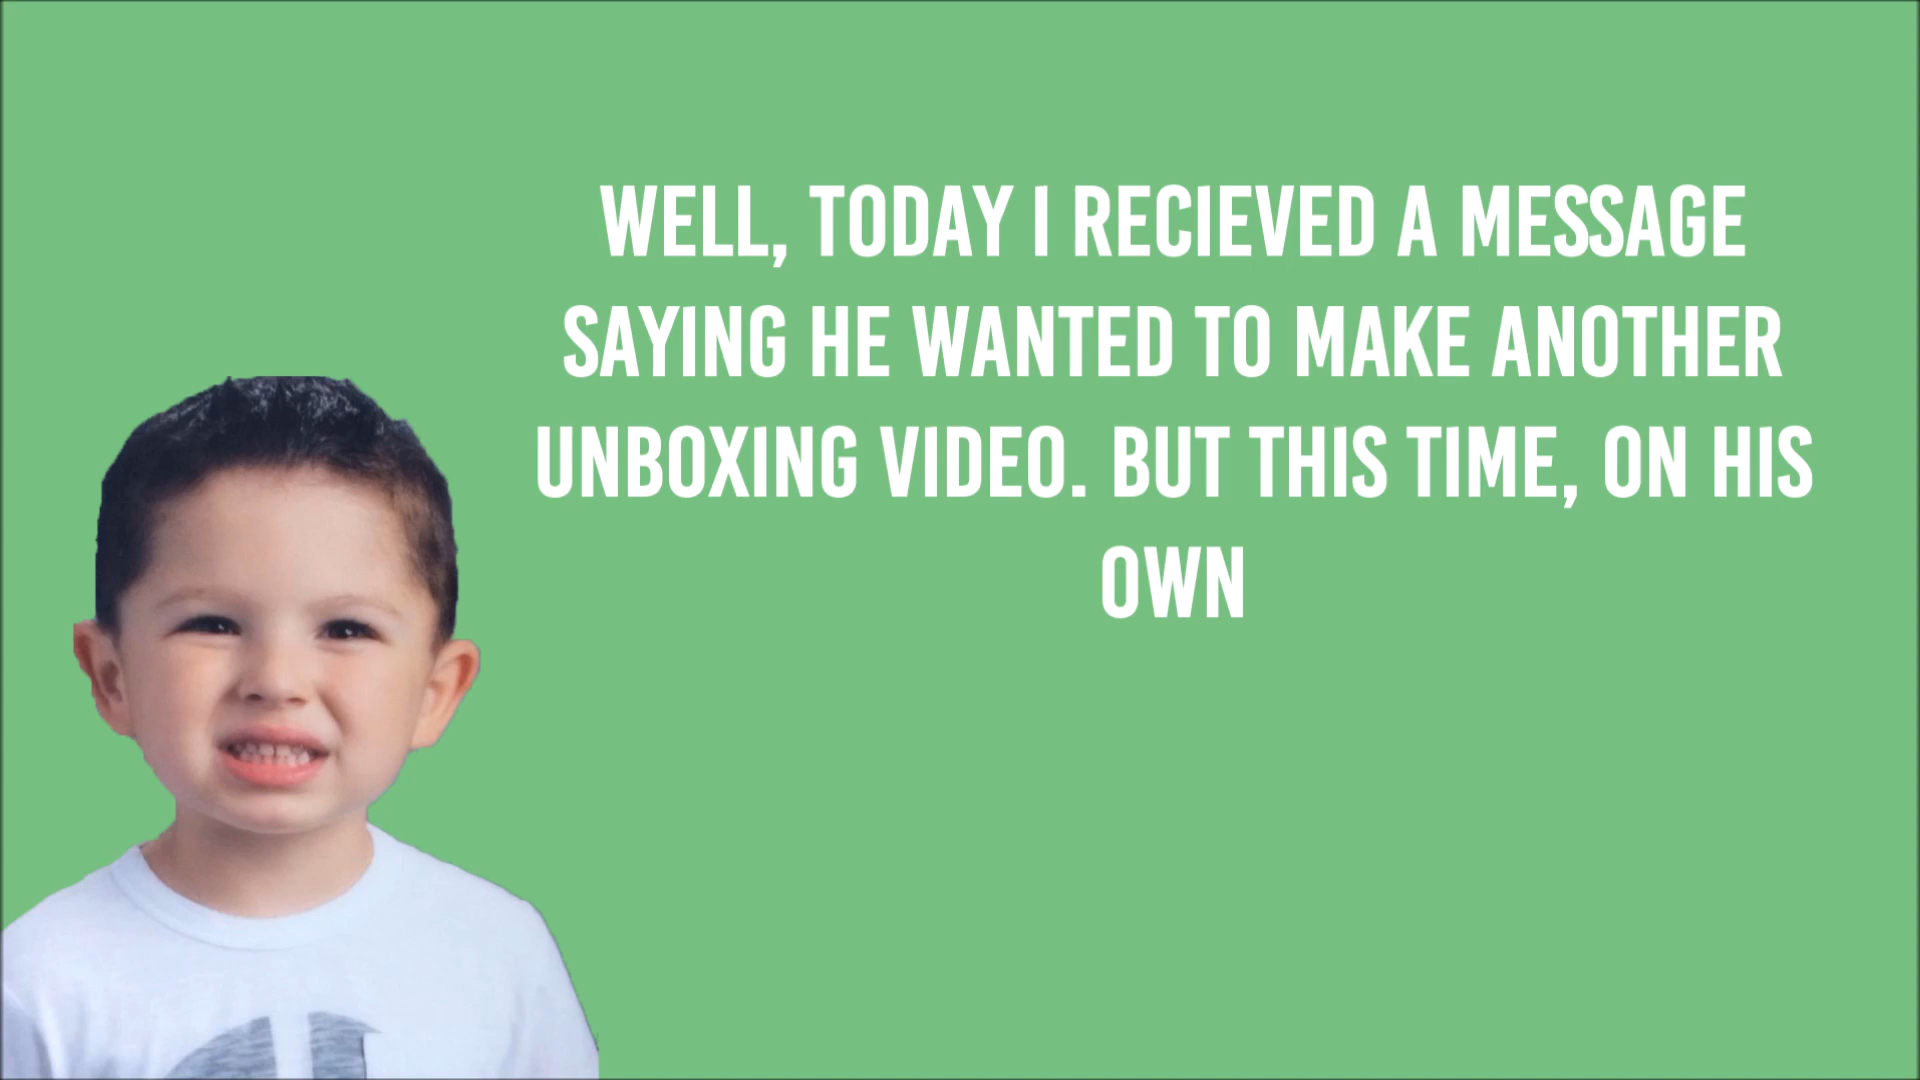 WELL, TODAY I RECIEVED A MESSAGE
SAYING HE WANTED TO MAKE ANOTHER
UNBOXING VIDEO. BUT THIS TIME, ON HIS
OWN